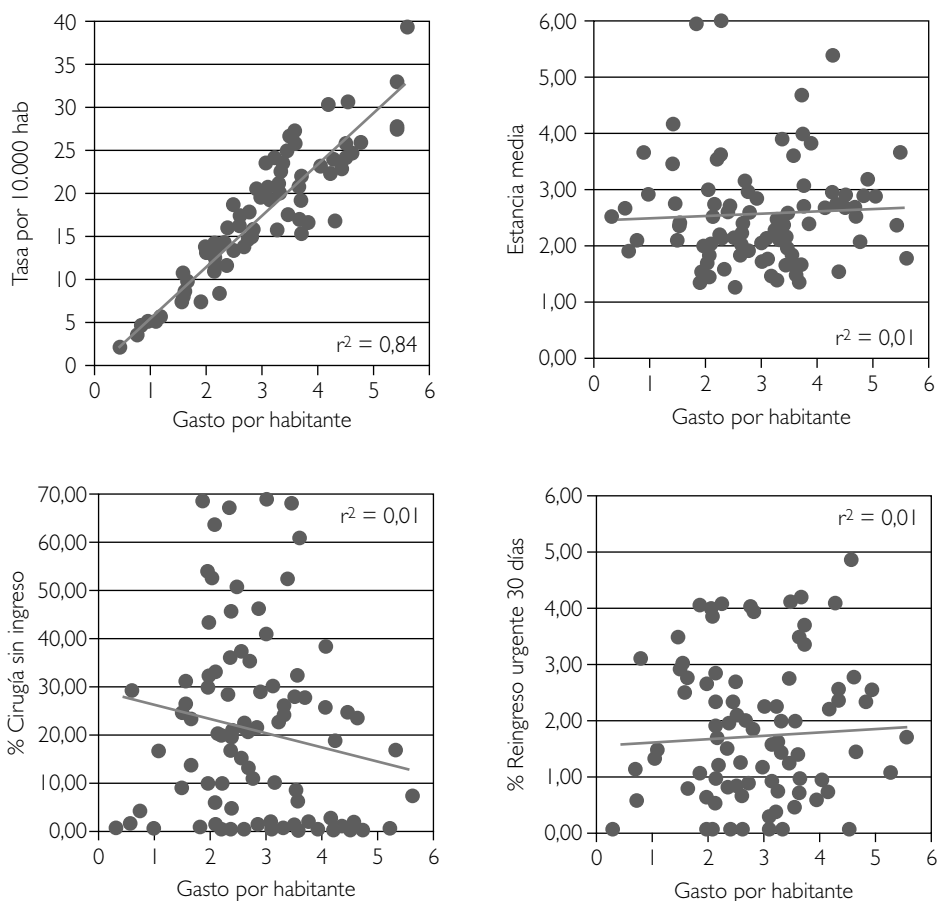 40
35
30
25
20
15
10
5
0
Tasa por 10.000 hab
r² = 0,84
0 1 2 3 4 5 6
Gasto por habitante
6,00
5,00
4,00
3,00
2,00
1,00
0,00
Estancia media
r² = 0,01
0 1 2 3 4 5 6
Gasto por habitante
70,00
60,00
50,00
40,00
30,00
20,00
10,00
0,00
% Cirugía sin ingreso
r² = 0,01
0 1 2 3 4 5 6
Gasto por habitante
6,00
5,00
4,00
3,00
2,00
1,00
0,00
% Reingreso urgente 30 días
r² = 0,01
0 1 2 3 4 5 6
Gasto por habitante